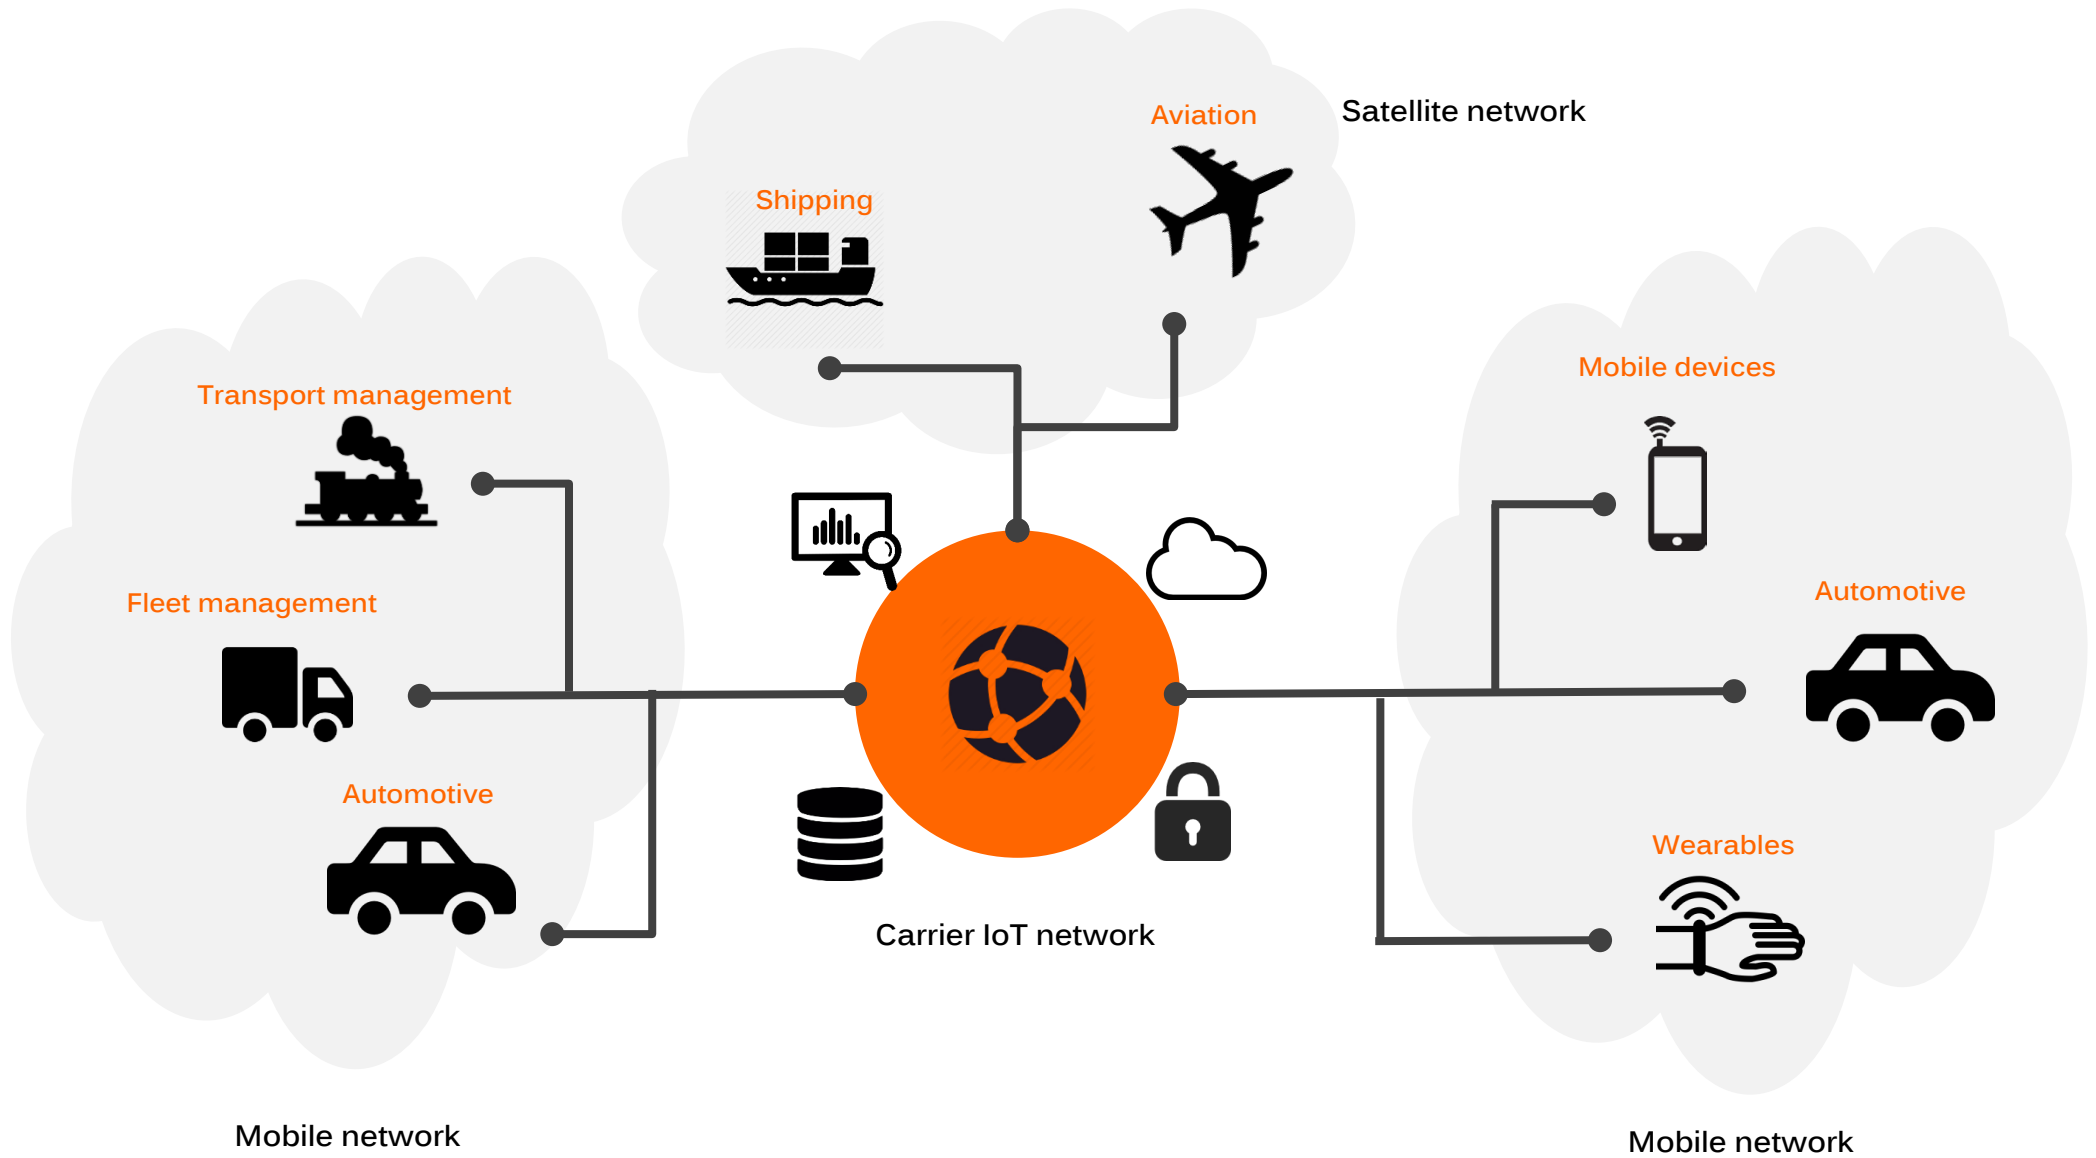 Aviation
Satellite network
Shipping
Transport management
Mobile devices
Fleet management
Automotive
Automotive
Wearables
Carrier IoT network
Mobile network
Mobile network